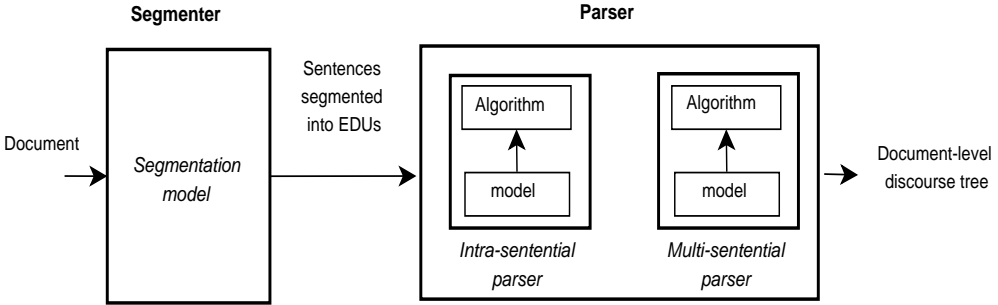 Segmenter
Parser
Document
Segmentation
model
Sentences
segmented
into EDUs
Algorithm
model
Intra-sentential
parser
Algorithm
model
Multi-sentential
parser
Document-level
discourse tree